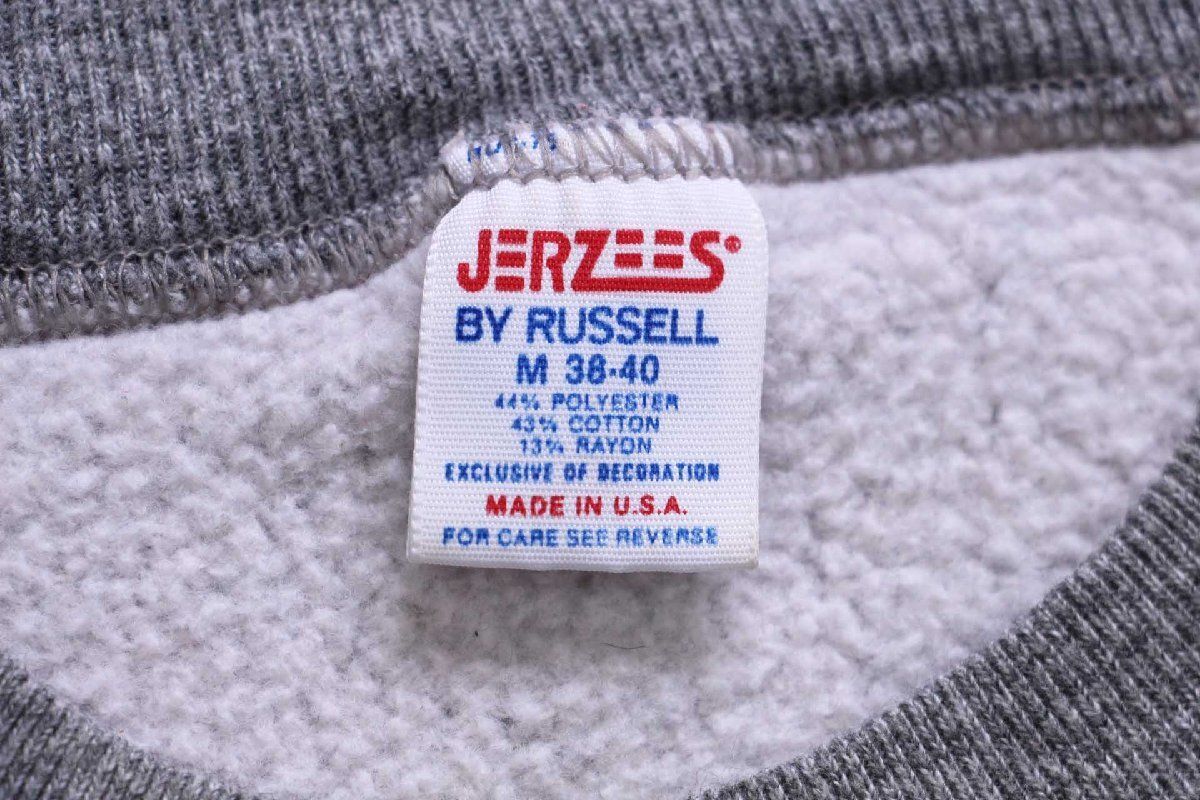 JERZEES®
BY RUSSELL
M 38-40
44% POLYESTER
43% COTTON
13% RAYON
EXCLUSIVE OF DECORATION
MADE IN U.S.A.
FOR CARE SEE REVERSE